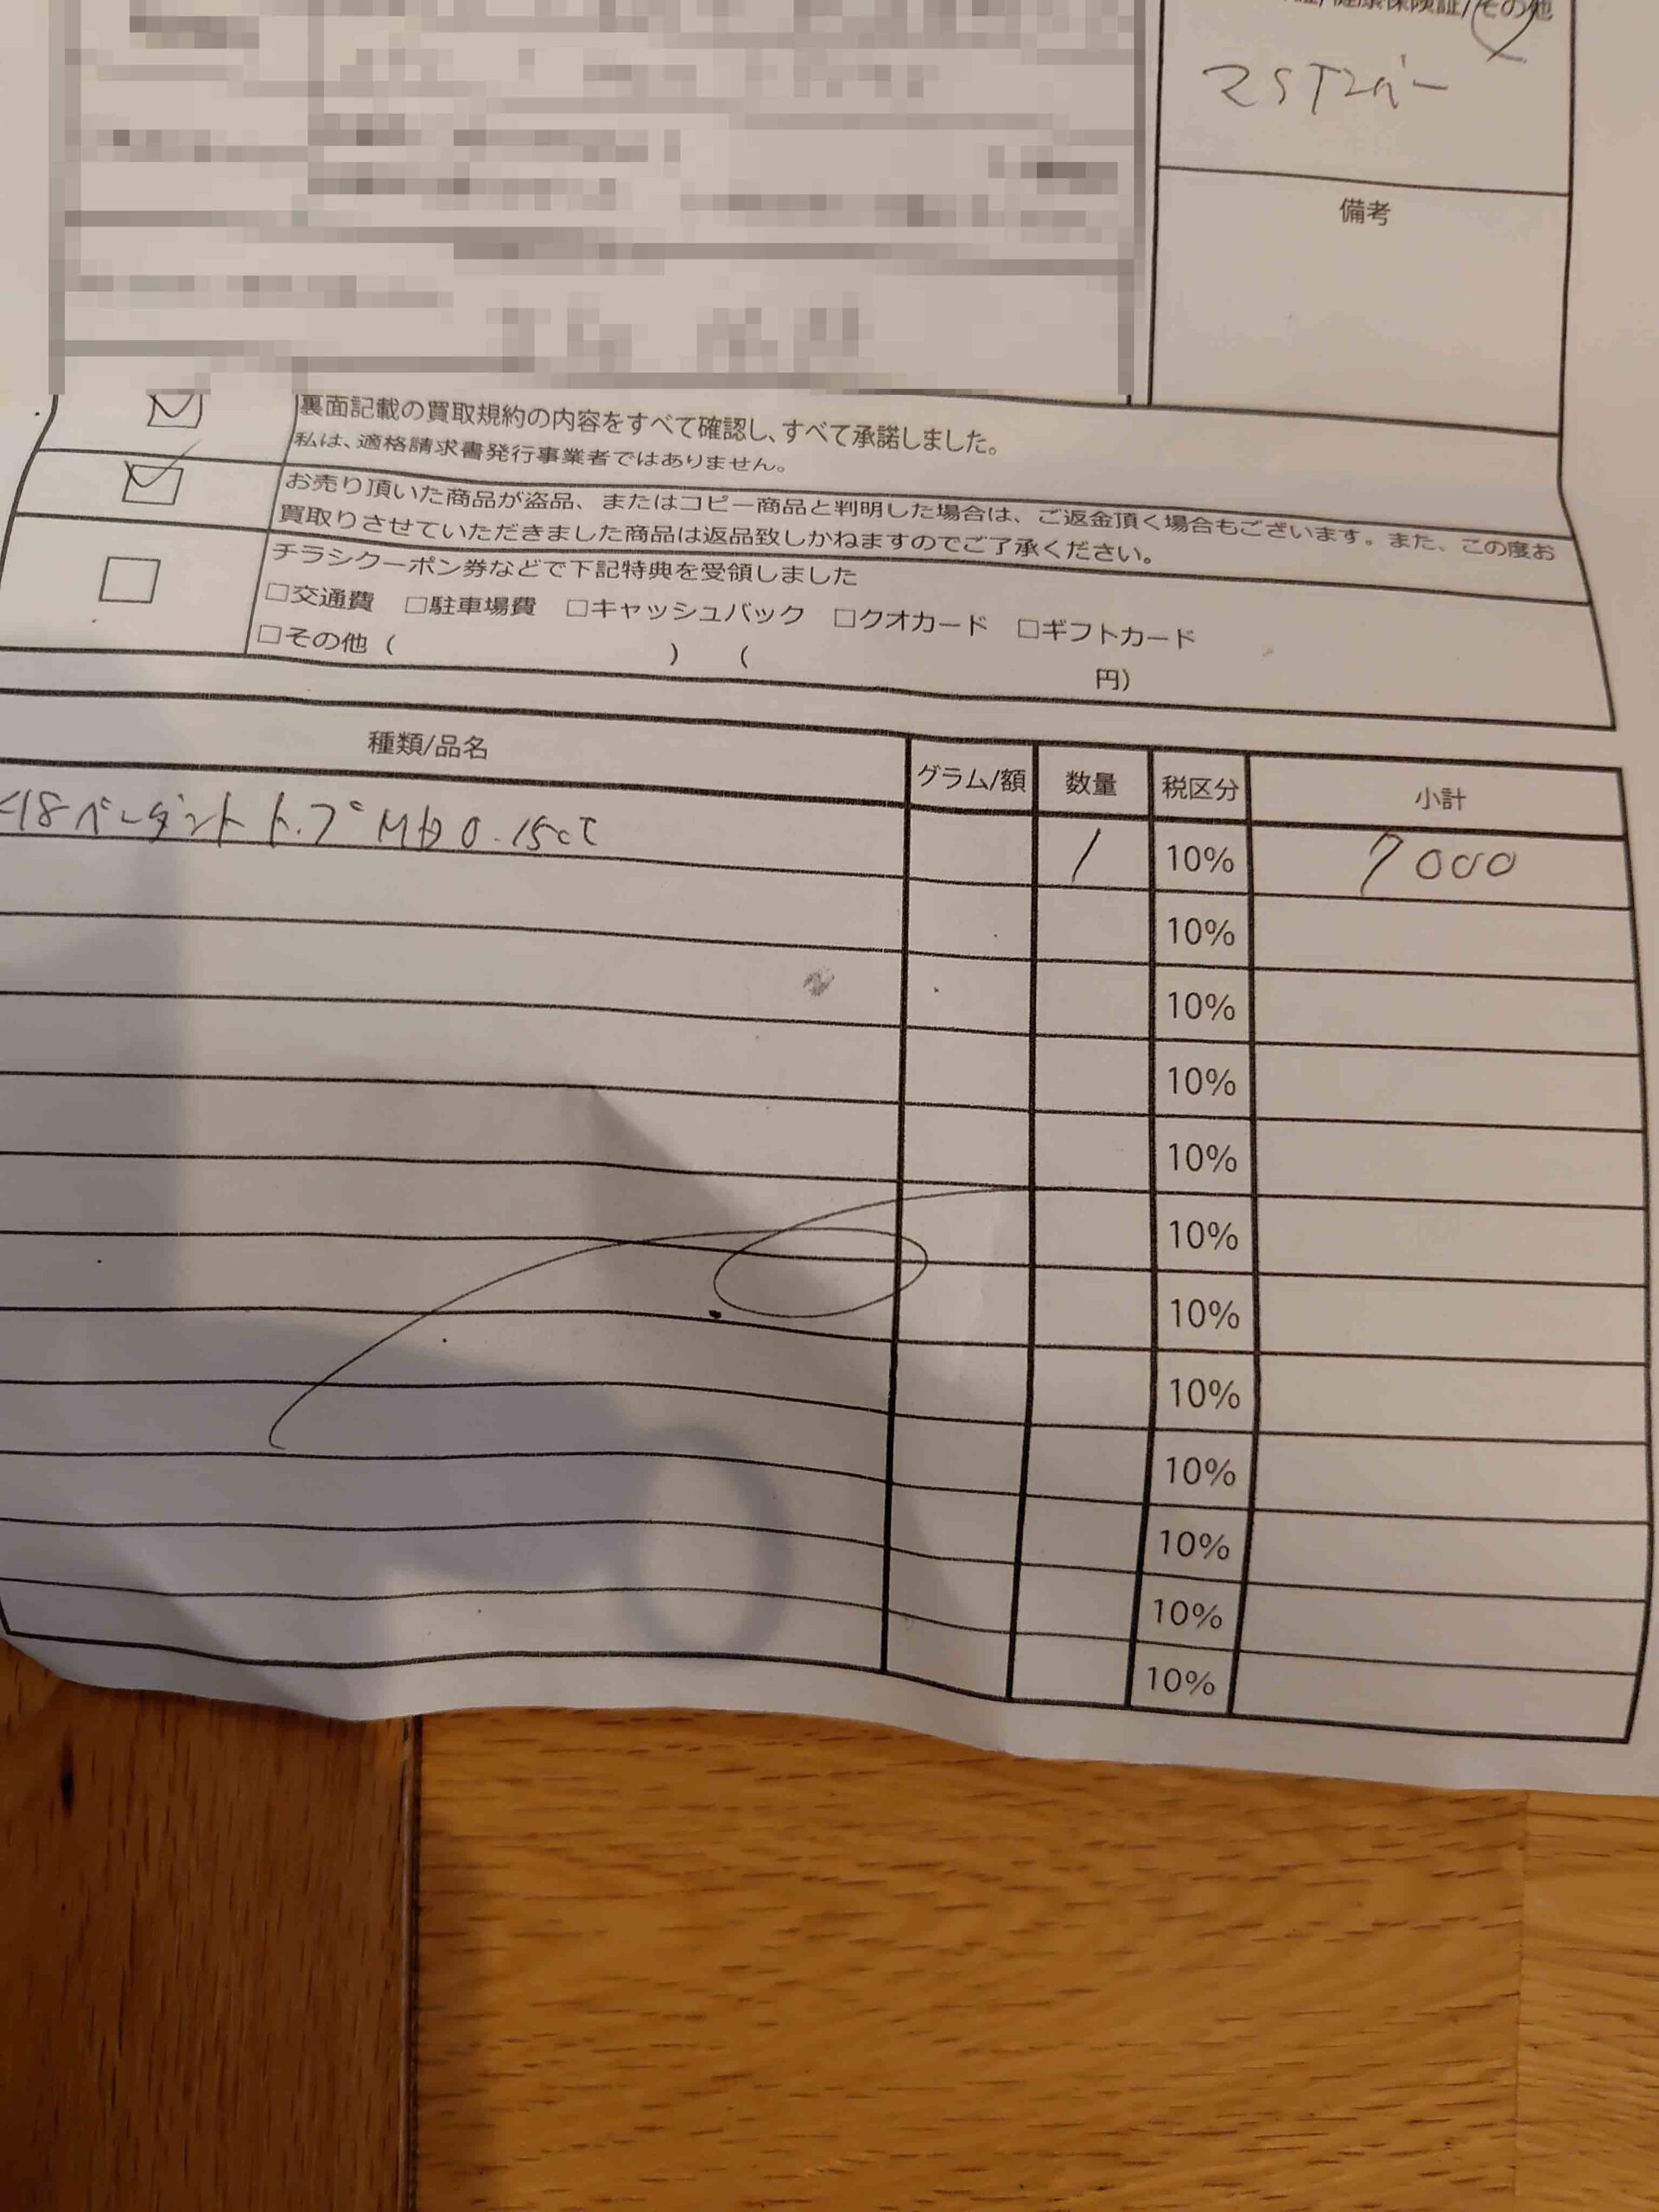 証/健康保険証/その他
マイナンバー
備考
裏面記載の買取規約の内容をすべて確認し、すべて承諾しました。
私は、適格請求書発行事業者ではありません。
お売り頂いた商品が盗品、またはコピー商品と判明した場合は、ご返金頂く場合もございます。また、この度お
買取りさせていただきました商品は返品致しかねますのでご了承ください。
チラシクーポン券などで下記特典を受領しました
□交通費 □駐車場費 □キャッシュバック □クオカード □ギフトカード
□その他 ( ) ( 円)
種類/品名 グラム/額 数量 税区分 小計
K18 ペンダントトップ 0.15ct 1 10% 7000
10%
10%
10%
10%
10%
10%
10%
10%
10%
10%
10%